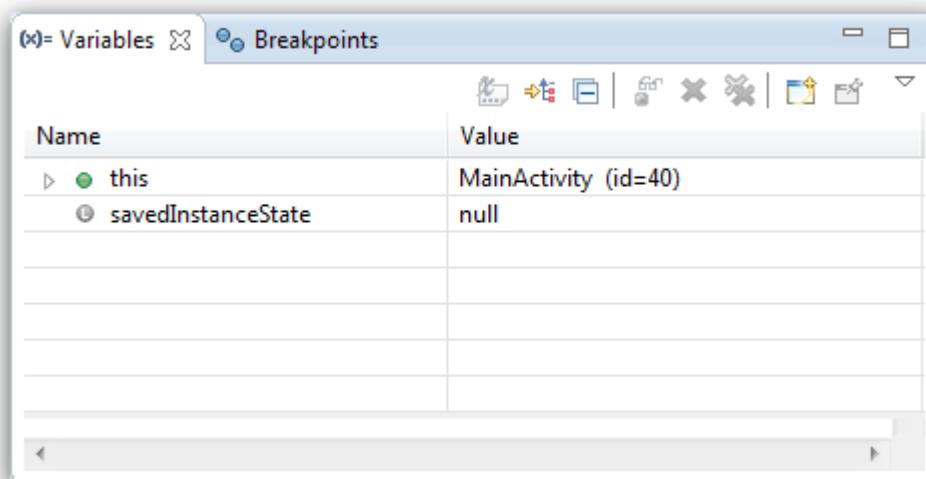 (x)= Variables Breakpoints
Name Value
this MainActivity (id=40)
savedInstanceState null